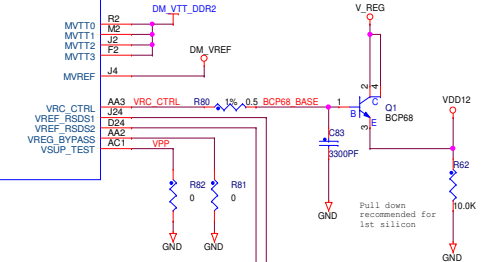 DM_VTT_DDR2
V_REG
MVTT0 R2
MVTT1 M2
MVTT2 J2
MVTT3 F2
DM_VREF
MVREF J4
2 4
C
VRC_CTRL AA3 VRC_CTRL R80 1% 0.5 BCP68_BASE 1 Q1
B BCP68
VREF_RSDS1 J24
VREF_RSDS2 D24
E
3
VDD12
VREG_BYPASS AA2
VSUP_TEST AC1 VPP
C83
3300PF
R62
10.0K
R82
0
R81
0
Pull down
recommended for
1st silicon
GND
GND
GND
GND